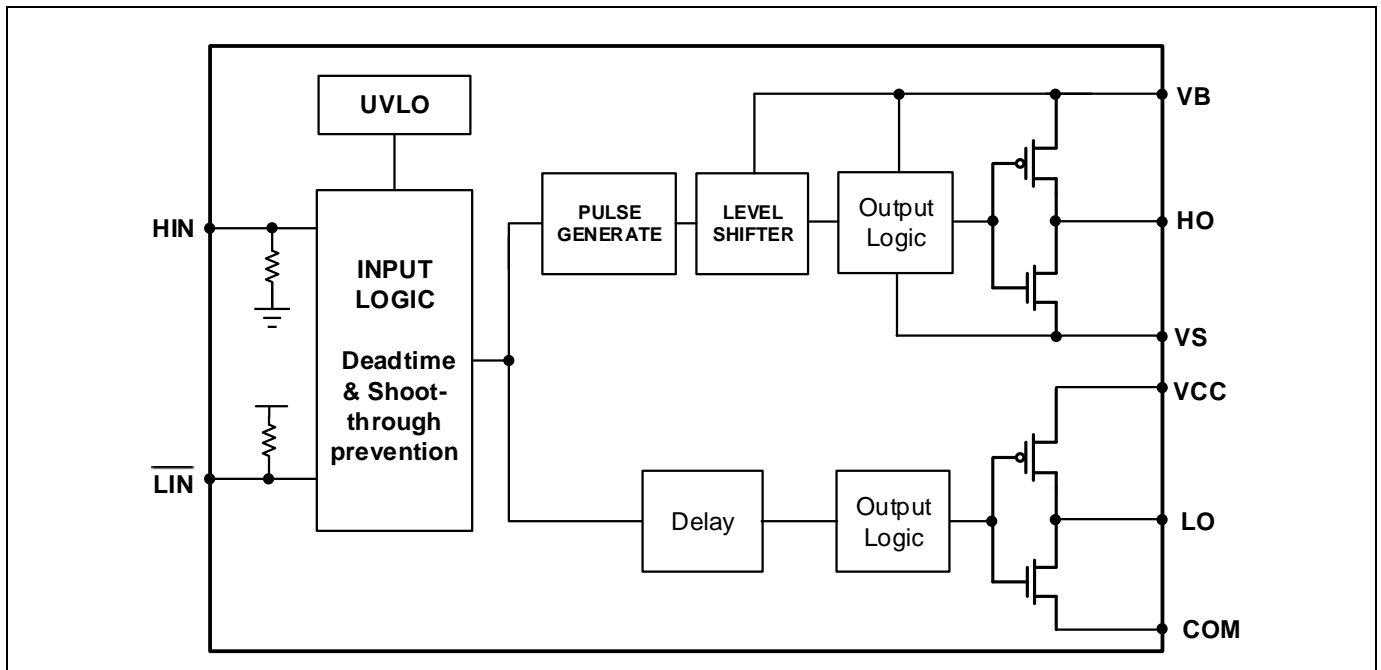 UVLO
VB
HIN
INPUT
LOGIC
Deadtime
& Shoot-
through
prevention
PULSE
GENERATE
LEVEL
SHIFTER
Output
Logic
HO
VS
VCC
LIN
Delay
Output
Logic
LO
COM